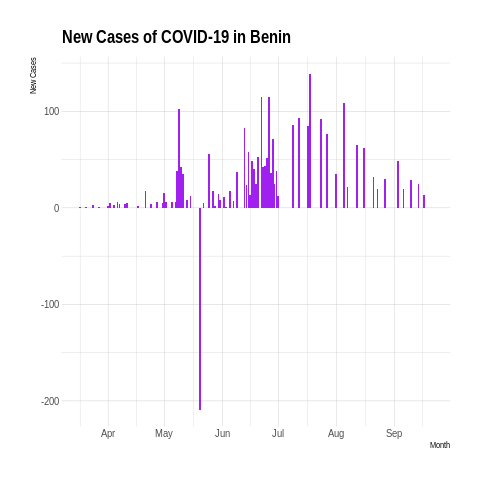 New Cases of COVID-19 in Benin
New Cases
100
0
-100
-200
Apr May Jun Jul Aug Sep
Month